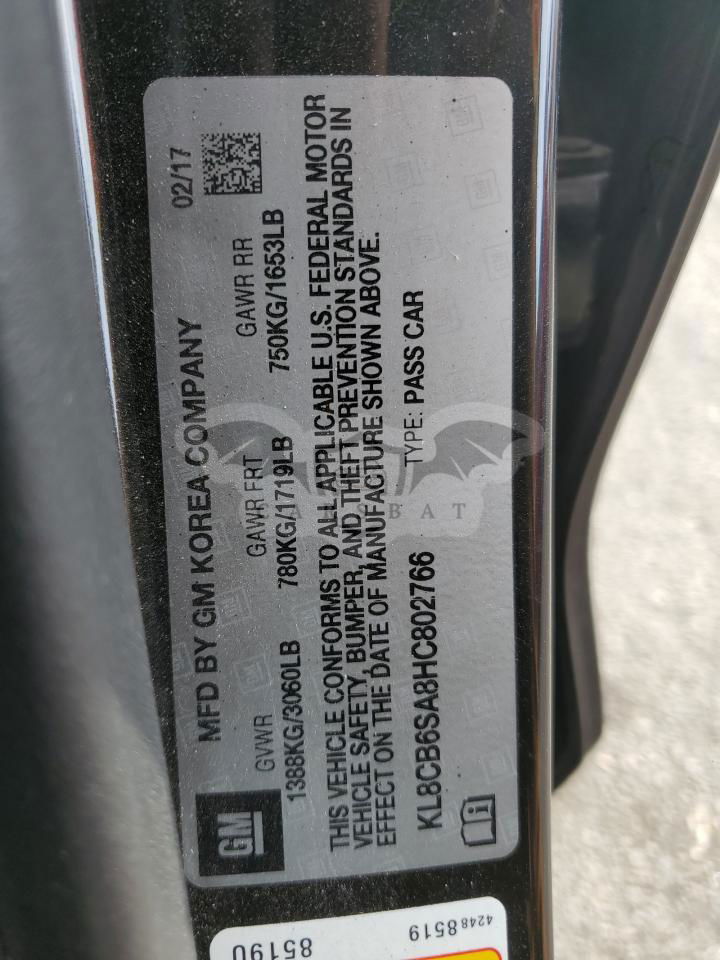 MFD BY GM KOREA COMPANY 02/17
GVWR GAWR FRT GAWR RR
1388KG/3060LB 780KG/1719LB 750KG/1653LB
THIS VEHICLE CONFORMS TO ALL APPLICABLE U.S. FEDERAL MOTOR
VEHICLE SAFETY, BUMPER, AND THEFT PREVENTION STANDARDS IN
EFFECT ON THE DATE OF MANUFACTURE SHOWN ABOVE.
KL8CB6SA8HC802766 TYPE: PASS CAR
GM
CARSBAT
42488519
85190